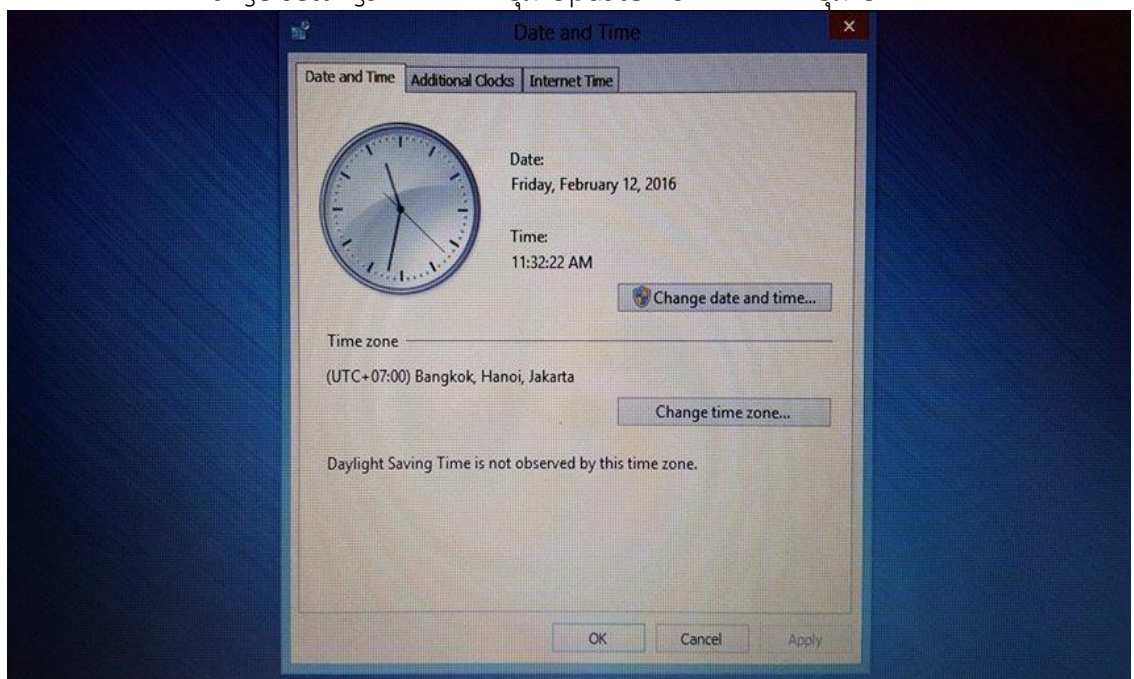 Date and Time
Date and Time
Additional Clocks
Internet Time
Date:
Friday, February 12, 2016
Time:
11:32:22 AM
Change date and time...
Time zone
(UTC+07:00) Bangkok, Hanoi, Jakarta
Change time zone...
Daylight Saving Time is not observed by this time zone.
OK
Cancel
Apply